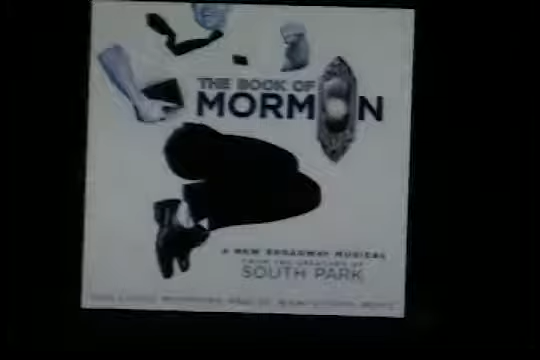 THE BOOK OF
MORMON
A NEW BROADWAY MUSICAL
FROM THE CREATORS OF
SOUTH PARK